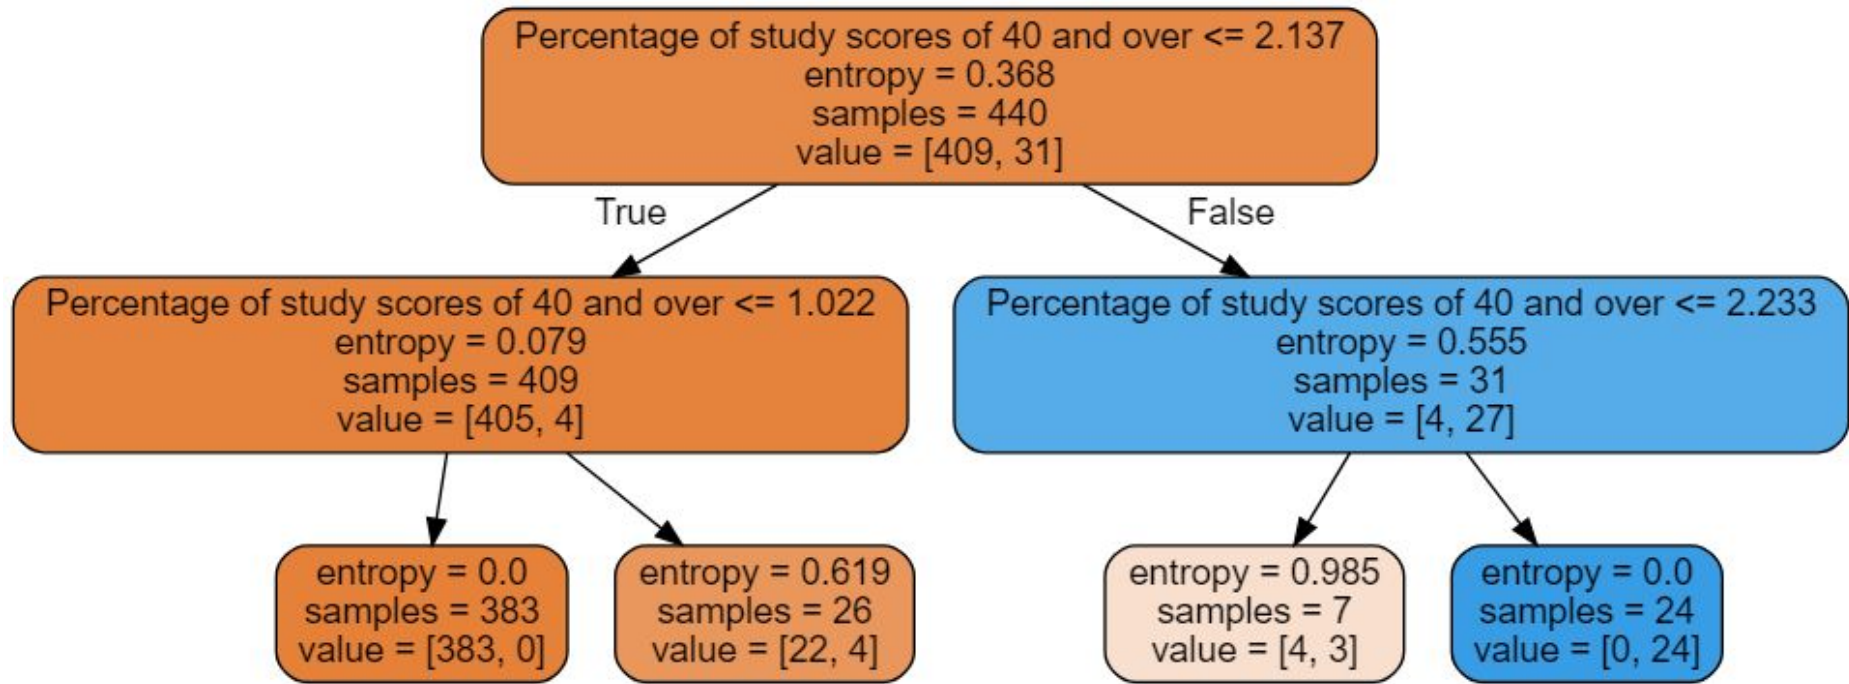 Percentage of study scores of 40 and over <= 2.137
entropy = 0.368
samples = 440
value = [409, 31]
True
False
Percentage of study scores of 40 and over <= 1.022
entropy = 0.079
samples = 409
value = [405, 4]
Percentage of study scores of 40 and over <= 2.233
entropy = 0.555
samples = 31
value = [4, 27]
entropy = 0.0
samples = 383
value = [383, 0]
entropy = 0.619
samples = 26
value = [22, 4]
entropy = 0.985
samples = 7
value = [4, 3]
entropy = 0.0
samples = 24
value = [0, 24]